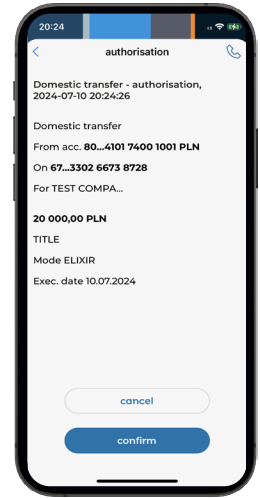 20:24
authorisation
Domestic transfer - authorisation,
2024-07-10 20:24:26
Domestic transfer
From acc. 80...4101 7400 1001 PLN
On 67...3302 6673 8728
For TEST COMPA...
20 000,00 PLN
TITLE
Mode ELIXIR
Exec. date 10.07.2024
cancel
confirm